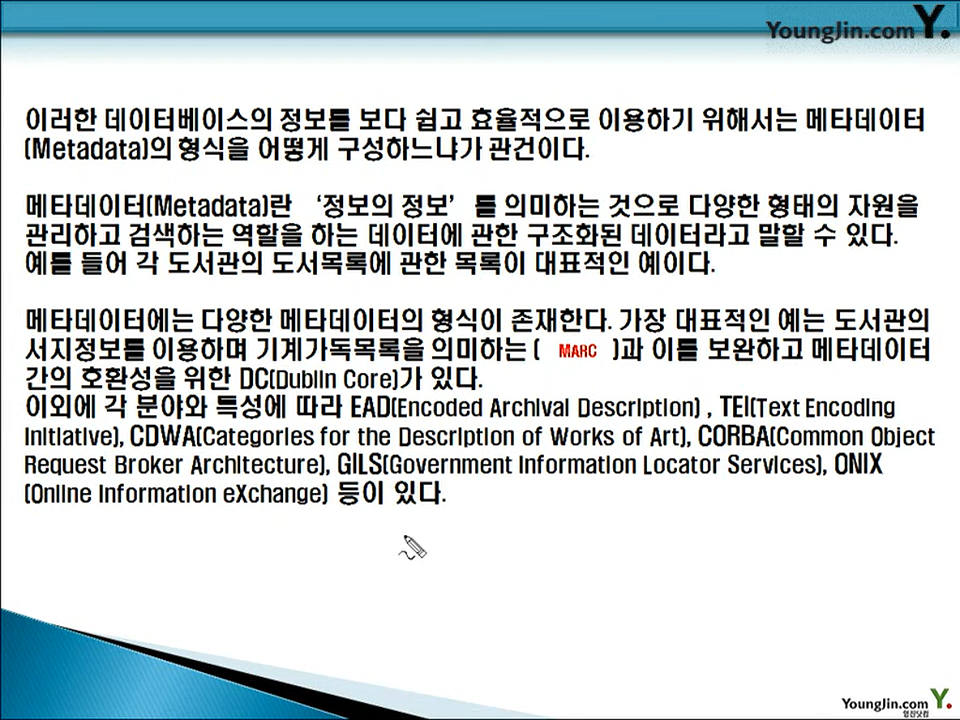 YoungJin.com Y.
이러한 데이터베이스의 정보를 보다 쉽고 효율적으로 이용하기 위해서는 메타데이터
(Metadata)의 형식을 어떻게 구성하느냐가 관건이다.
메타데이터(Metadata)란 ‘정보의 정보’를 의미하는 것으로 다양한 형태의 자원을
관리하고 검색하는 역할을 하는 데이터에 관한 구조화된 데이터라고 말할 수 있다.
예를 들어 각 도서관의 도서목록에 관한 목록이 대표적인 예이다.
메타데이터에는 다양한 메타데이터의 형식이 존재한다. 가장 대표적인 예는 도서관의
서지정보를 이용하며 기계가독목록을 의미하는 ( MARC )과 이를 보완하고 메타데이터
간의 호환성을 위한 DC(Dublin Core)가 있다.
이외에 각 분야와 특성에 따라 EAD(Encoded Archival Description) , TEI(Text Encoding
Initiative), CDWA(Categories for the Description of Works of Art), CORBA(Common Object
Request Broker Architecture), GILS(Government Information Locator Services), ONIX
(Online Information eXchange) 등이 있다.
YoungJin.com Y.
영진닷컴